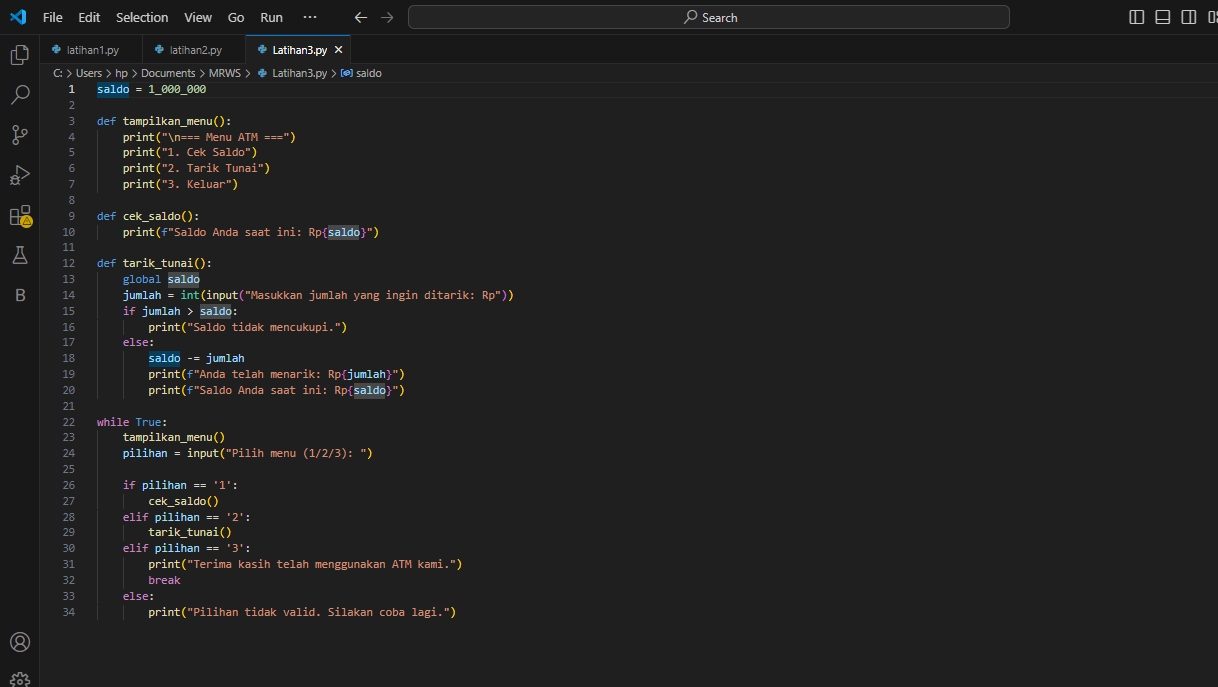 File Edit Selection View Go Run ··· Search
latihan1.py latihan2.py Latihan3.py
C: > Users > hp > Documents > MRWS > Latihan3.py > saldo
1 saldo = 1_000_000
2
3 def tampilkan_menu():
4 print("\n=== Menu ATM ===")
5 print("1. Cek Saldo")
6 print("2. Tarik Tunai")
7 print("3. Keluar")
8
9 def cek_saldo():
10 print(f"Saldo Anda saat ini: Rp{saldo}")
11
12 def tarik_tunai():
13 global saldo
14 jumlah = int(input("Masukkan jumlah yang ingin ditarik: Rp"))
15 if jumlah > saldo:
16 print("Saldo tidak mencukupi.")
17 else:
18 saldo -= jumlah
19 print(f"Anda telah menarik: Rp{jumlah}")
20 print(f"Saldo Anda saat ini: Rp{saldo}")
21
22 while True:
23 tampilkan_menu()
24 pilihan = input("Pilih menu (1/2/3): ")
25
26 if pilihan == '1':
27 cek_saldo()
28 elif pilihan == '2':
29 tarik_tunai()
30 elif pilihan == '3':
31 print("Terima kasih telah menggunakan ATM kami.")
32 break
33 else:
34 print("Pilihan tidak valid. Silakan coba lagi.")
B